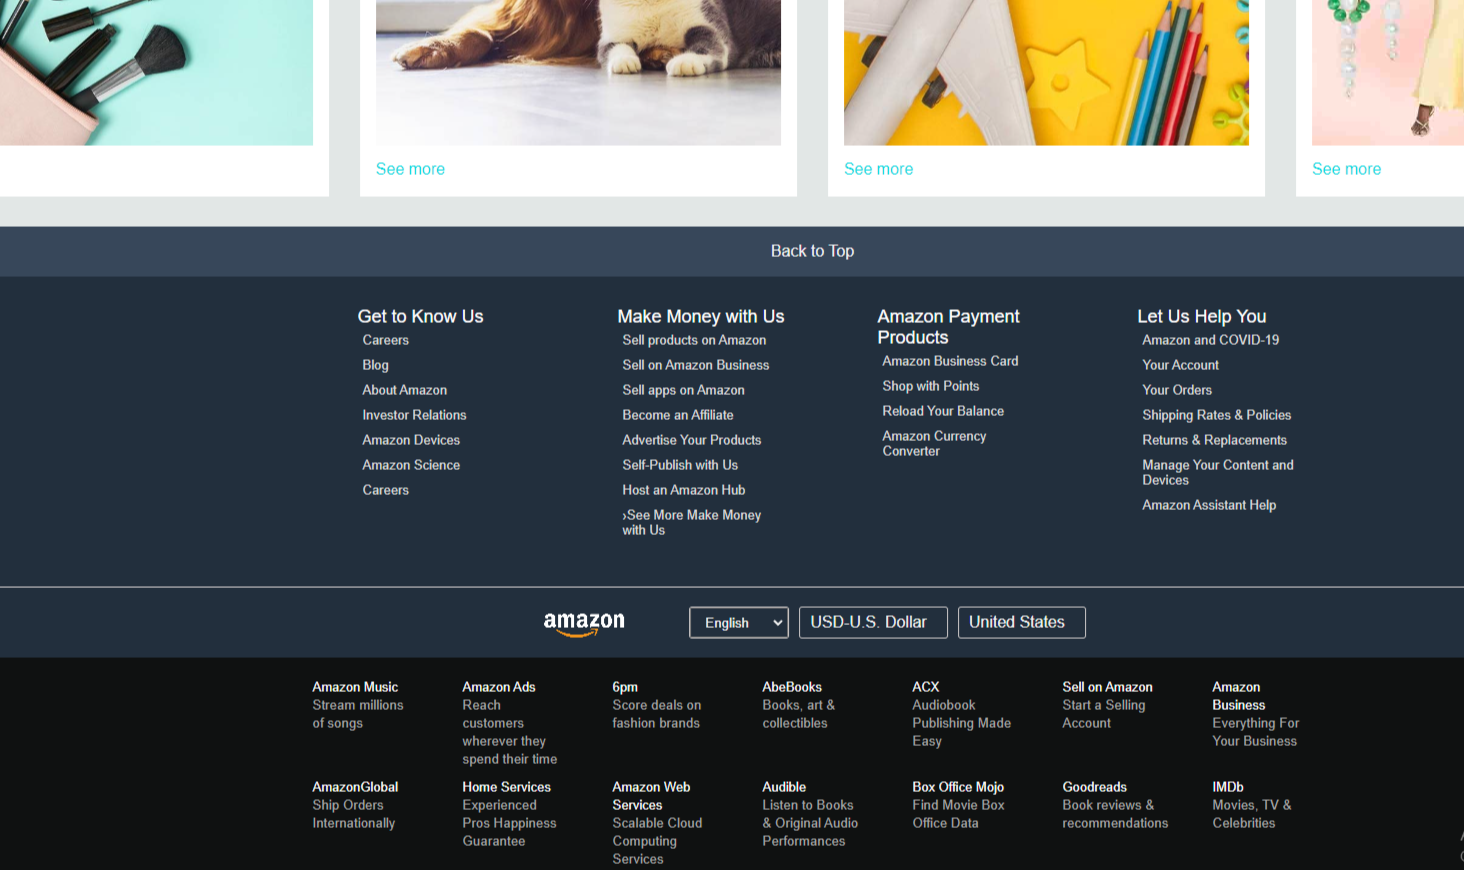 See more
See more
See more
Back to Top
Get to Know Us
Careers
Blog
About Amazon
Investor Relations
Amazon Devices
Amazon Science
Careers
Make Money with Us
Sell products on Amazon
Sell on Amazon Business
Sell apps on Amazon
Become an Affiliate
Advertise Your Products
Self-Publish with Us
Host an Amazon Hub
›See More Make Money
with Us
Amazon Payment
Products
Amazon Business Card
Shop with Points
Reload Your Balance
Amazon Currency
Converter
Let Us Help You
Amazon and COVID-19
Your Account
Your Orders
Shipping Rates & Policies
Returns & Replacements
Manage Your Content and
Devices
Amazon Assistant Help
amazon
English
USD-U.S. Dollar
United States
Amazon Music
Stream millions
of songs
Amazon Ads
Reach
customers
wherever they
spend their time
6pm
Score deals on
fashion brands
AbeBooks
Books, art &
collectibles
ACX
Audiobook
Publishing Made
Easy
Sell on Amazon
Start a Selling
Account
Amazon
Business
Everything For
Your Business
AmazonGlobal
Ship Orders
Internationally
Home Services
Experienced
Pros Happiness
Guarantee
Amazon Web
Services
Scalable Cloud
Computing
Services
Audible
Listen to Books
& Original Audio
Performances
Box Office Mojo
Find Movie Box
Office Data
Goodreads
Book reviews &
recommendations
IMDb
Movies, TV &
Celebrities